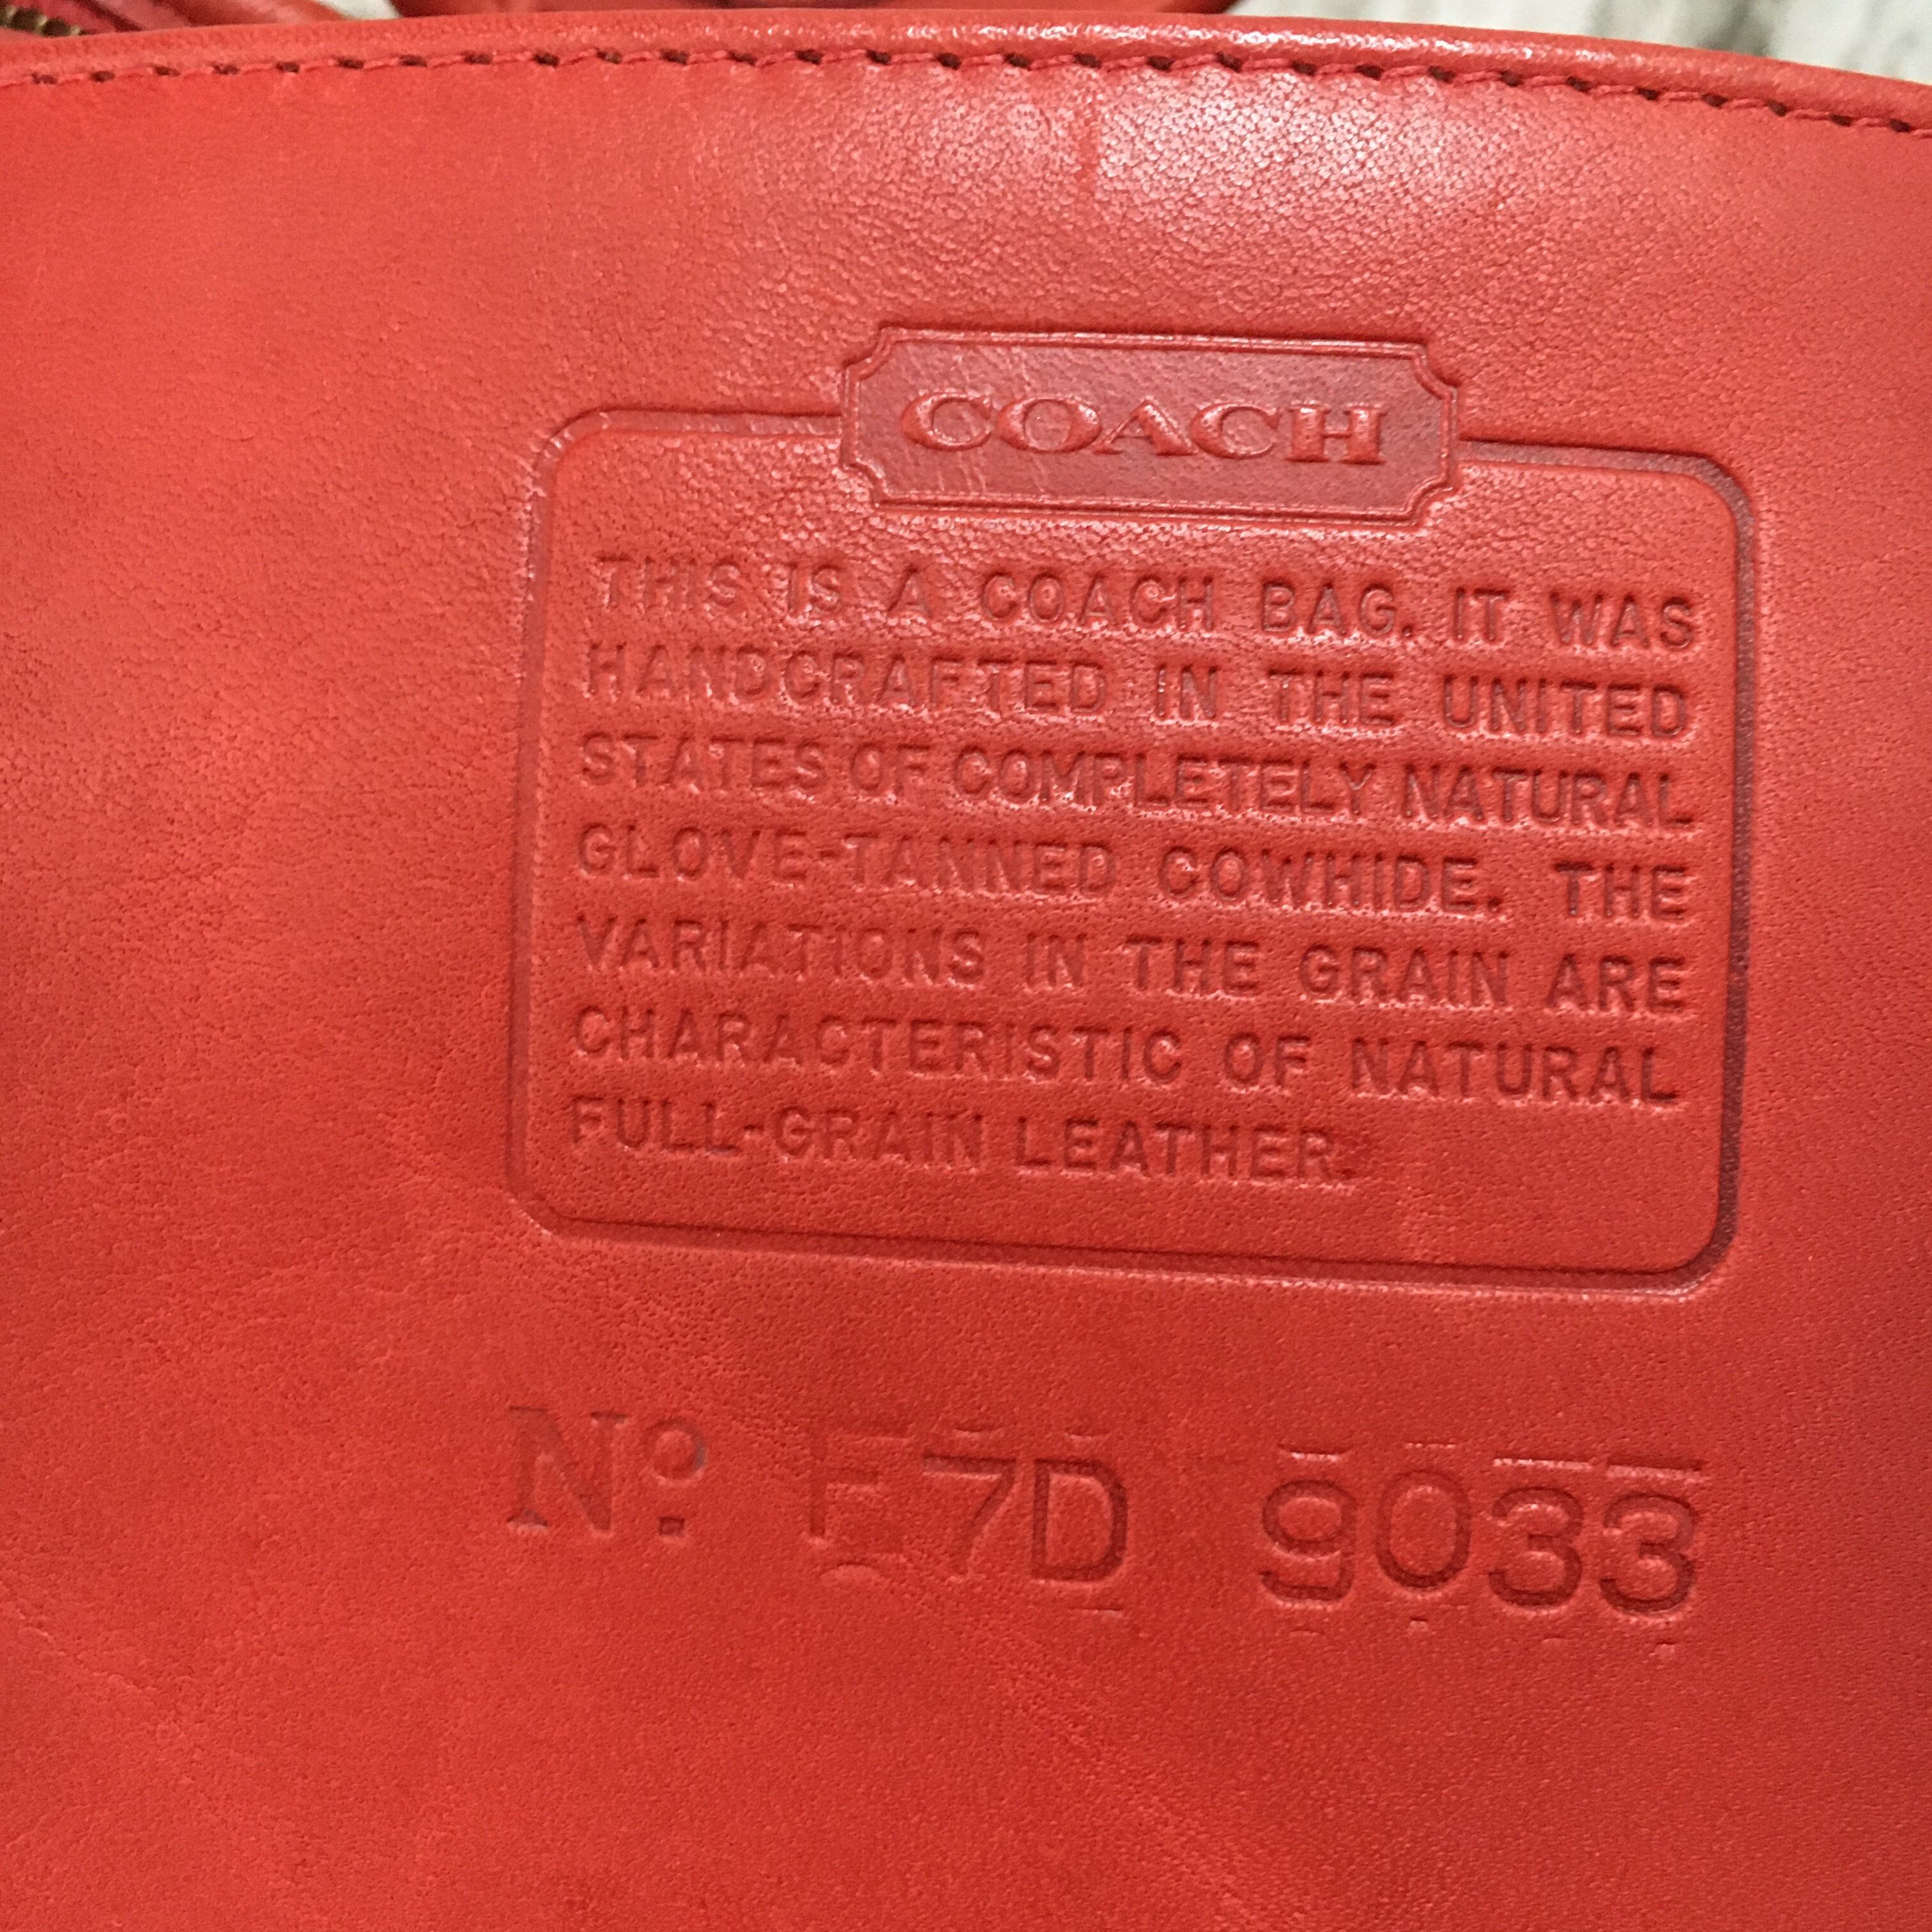 COACH
THIS IS A COACH BAG. IT WAS
HANDCRAFTED IN THE UNITED
STATES OF COMPLETELY NATURAL
GLOVE-TANNED COWHIDE. THE
VARIATIONS IN THE GRAIN ARE
CHARACTERISTIC OF NATURAL
FULL-GRAIN LEATHER.
Nº F7D 9033